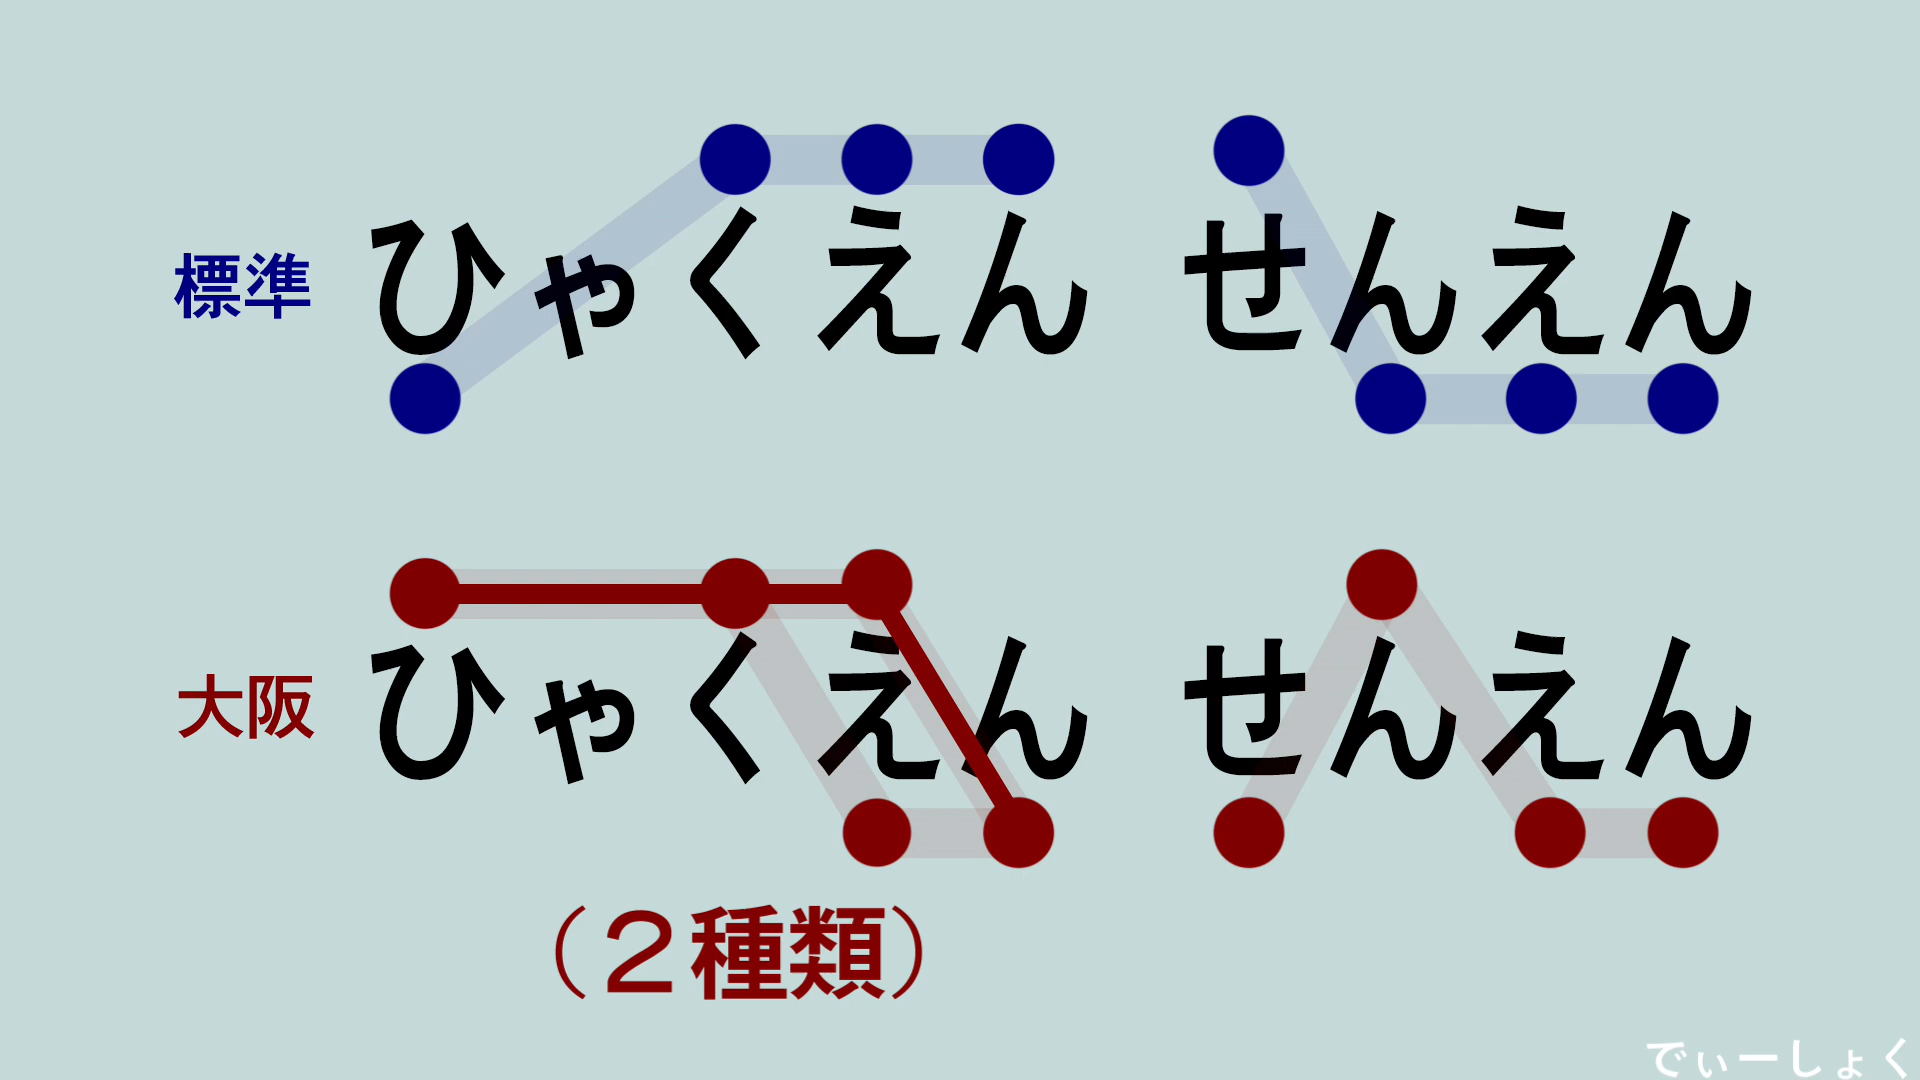 標準 ひゃくえん せんえん
大阪 ひゃくえん せんえん
（２種類）
でぃーしょく